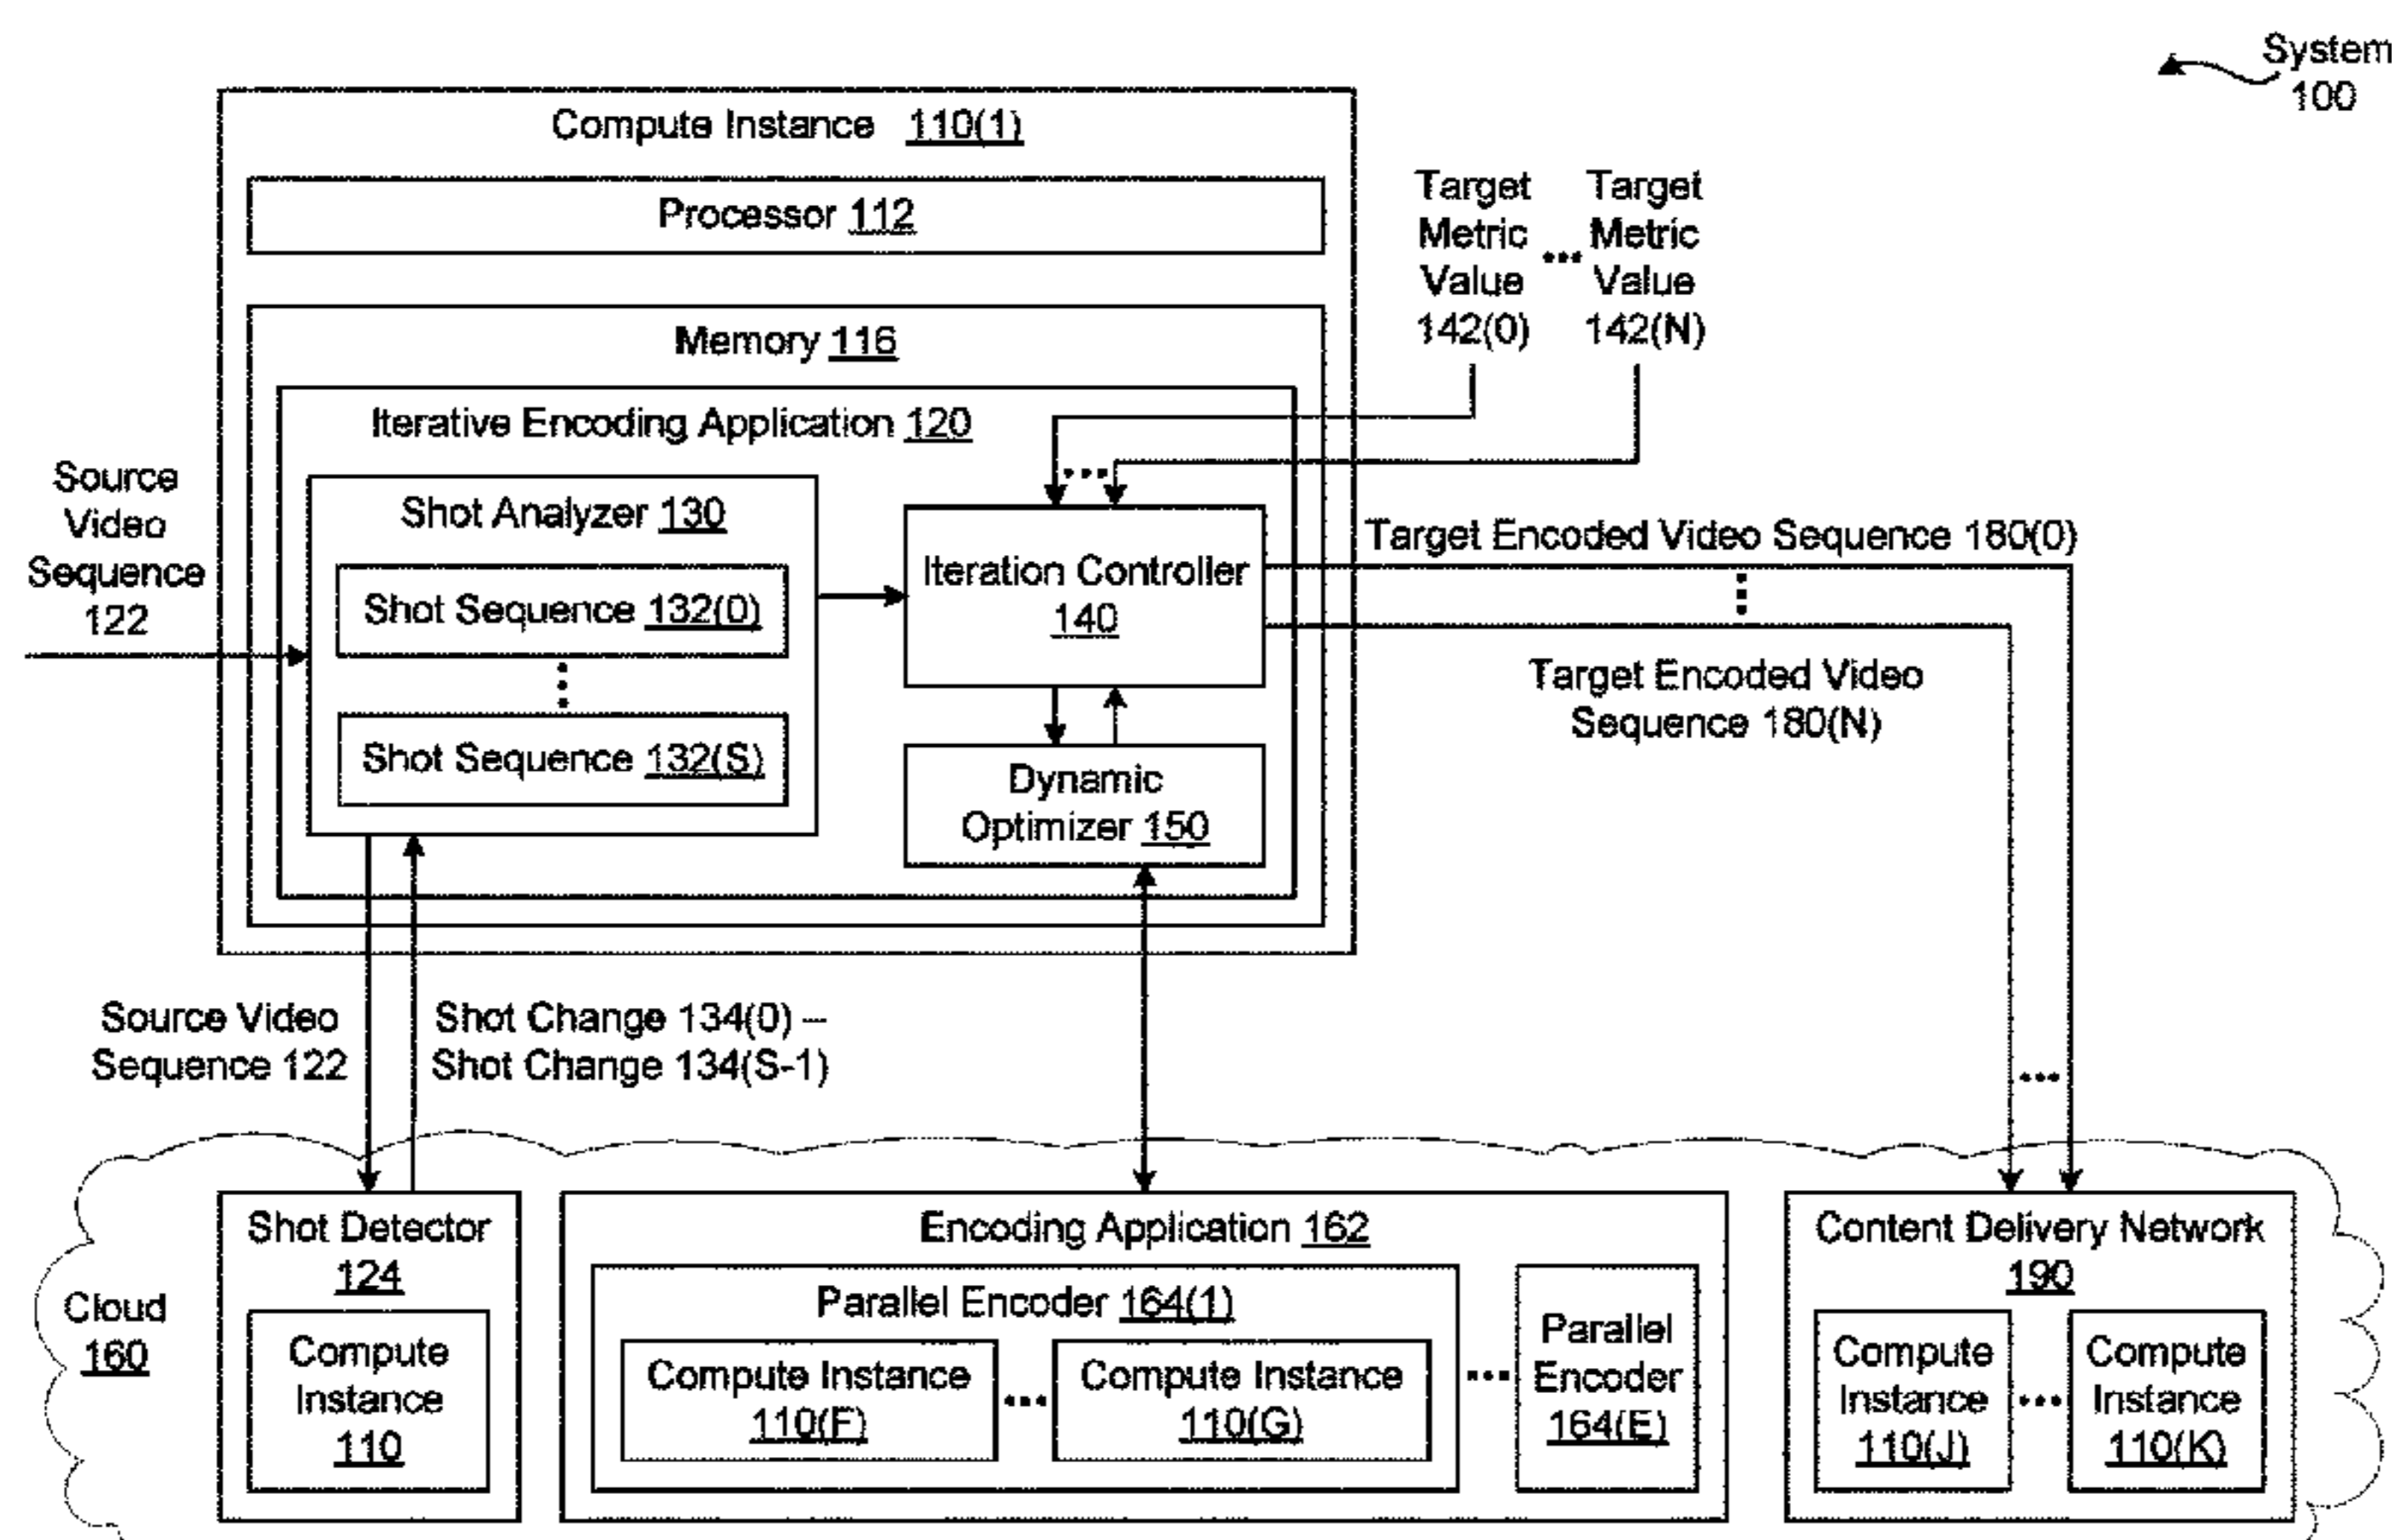 System
100
Compute Instance 110(1)
Processor 112
Memory 116
Iterative Encoding Application 120
Target
Metric
Value
142(0)
...
Target
Metric
Value
142(N)
Source
Video
Sequence
122
Shot Analyzer 130
Shot Sequence 132(0)
Shot Sequence 132(S)
...
Iteration Controller
140
Dynamic
Optimizer 150
Target Encoded Video Sequence 180(0)
Target Encoded Video
Sequence 180(N)
Source Video
Sequence 122
Shot Change 134(0) –
Shot Change 134(S-1)
...
Cloud
160
Shot Detector
124
Compute
Instance
110
Encoding Application 162
Parallel Encoder 164(1)
Compute Instance
110(F)
...
Compute Instance
110(G)
...
Parallel
Encoder
164(E)
Content Delivery Network
190
Compute
Instance
110(J)
...
Compute
Instance
110(K)